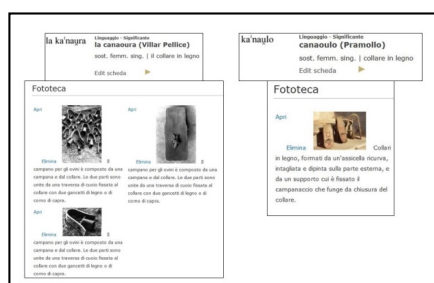 la ka'naʊra
Linguaggio - Significante
la canaoura (Villar Pellice)
sost. femm. sing. | il collare in legno
Edit scheda
Fototeca
Apri
Elimina Il
campano per gli ovini è composto da una
campana e dal collare. Le due parti sono
unite da una traversa di cuoio fissata al
collare con due gancetti di legno o di
corno di capra.
Apri
Elimina Il
campano per gli ovini è composto da una
campana e dal collare. Le due parti sono
unite da una traversa di cuoio fissata al
collare con due gancetti di legno o di
corno di capra.
Apri
Elimina Il
campano per gli ovini è composto da una
campana e dal collare. Le due parti sono
unite da una traversa di cuoio fissata al
collare con due gancetti di legno o di
corno di capra.
ka'naʊlo
Linguaggio - Significante
canaoulo (Pramollo)
sost. femm. sing. | collare in legno
Edit scheda
Fototeca
Apri
Elimina Collari
in legno, formati da un'assicella ricurva,
intagliata e dipinta sulla parte esterna, e
da un supporto cui è fissato il
campanaccio che funge da chiusura del
collare.